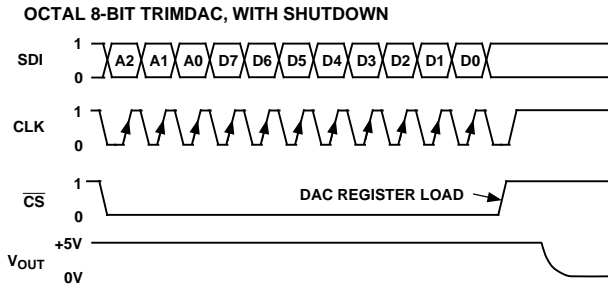 OCTAL 8-BIT TRIMDAC, WITH SHUTDOWN
1
SDI A2 A1 A0 D7 D6 D5 D4 D3 D2 D1 D0
0
1
CLK
0
1
CS DAC REGISTER LOAD
0
+5V
VOUT
0V